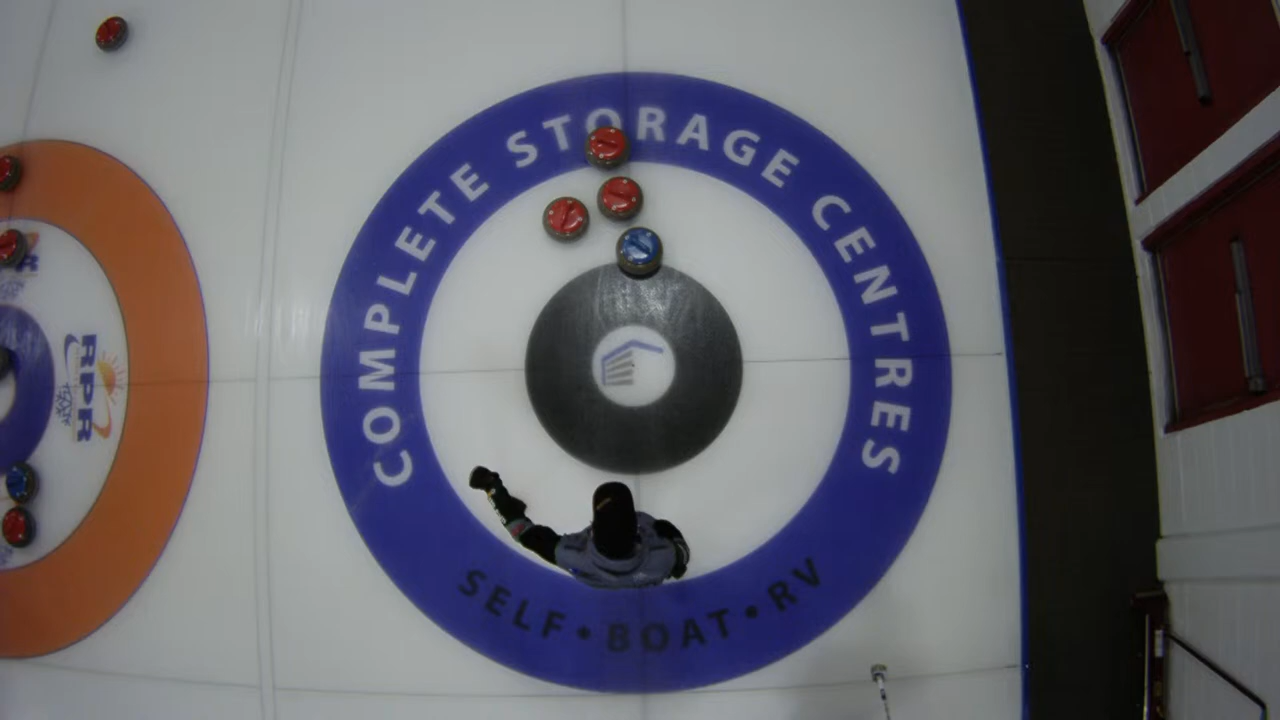 COMPLETE STORAGE CENTRES
SELF • BOAT • RV
RPR